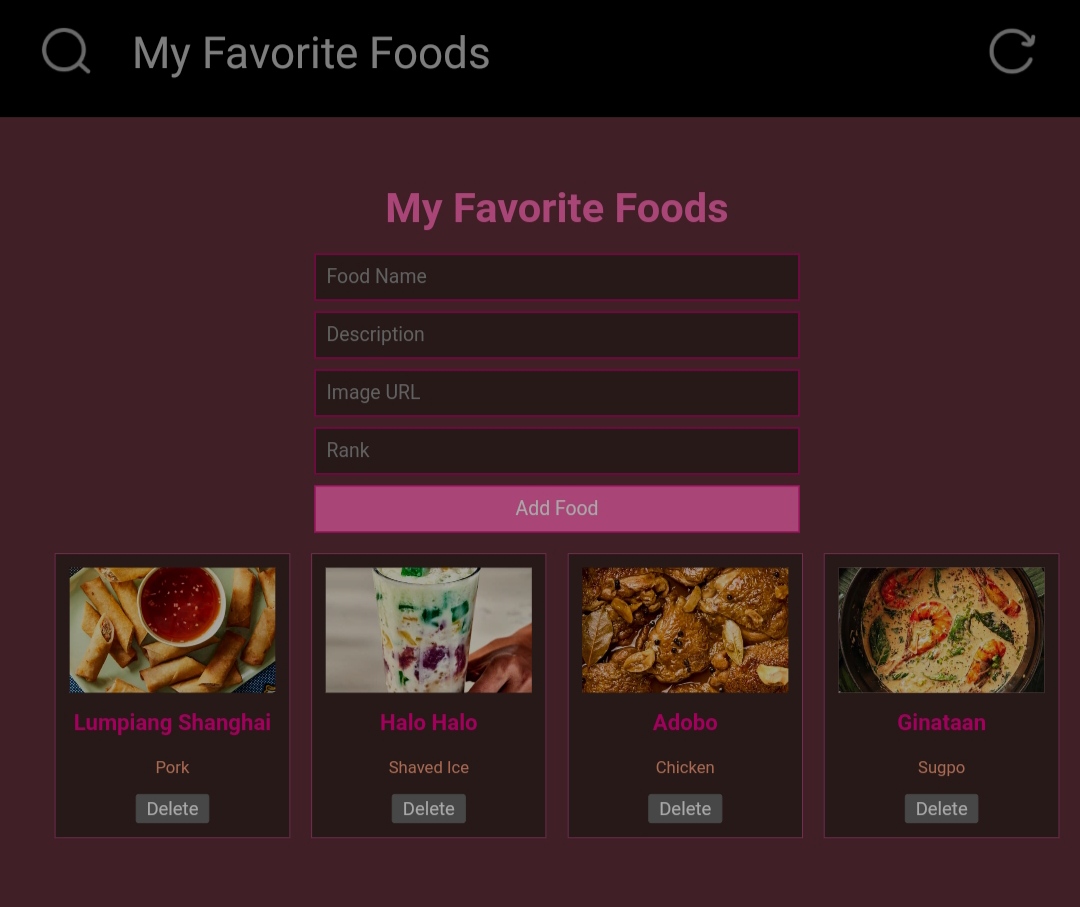 My Favorite Foods
My Favorite Foods
Food Name
Description
Image URL
Rank
Add Food
Lumpiang Shanghai
Pork
Delete
Halo Halo
Shaved Ice
Delete
Adobo
Chicken
Delete
Ginataan
Sugpo
Delete